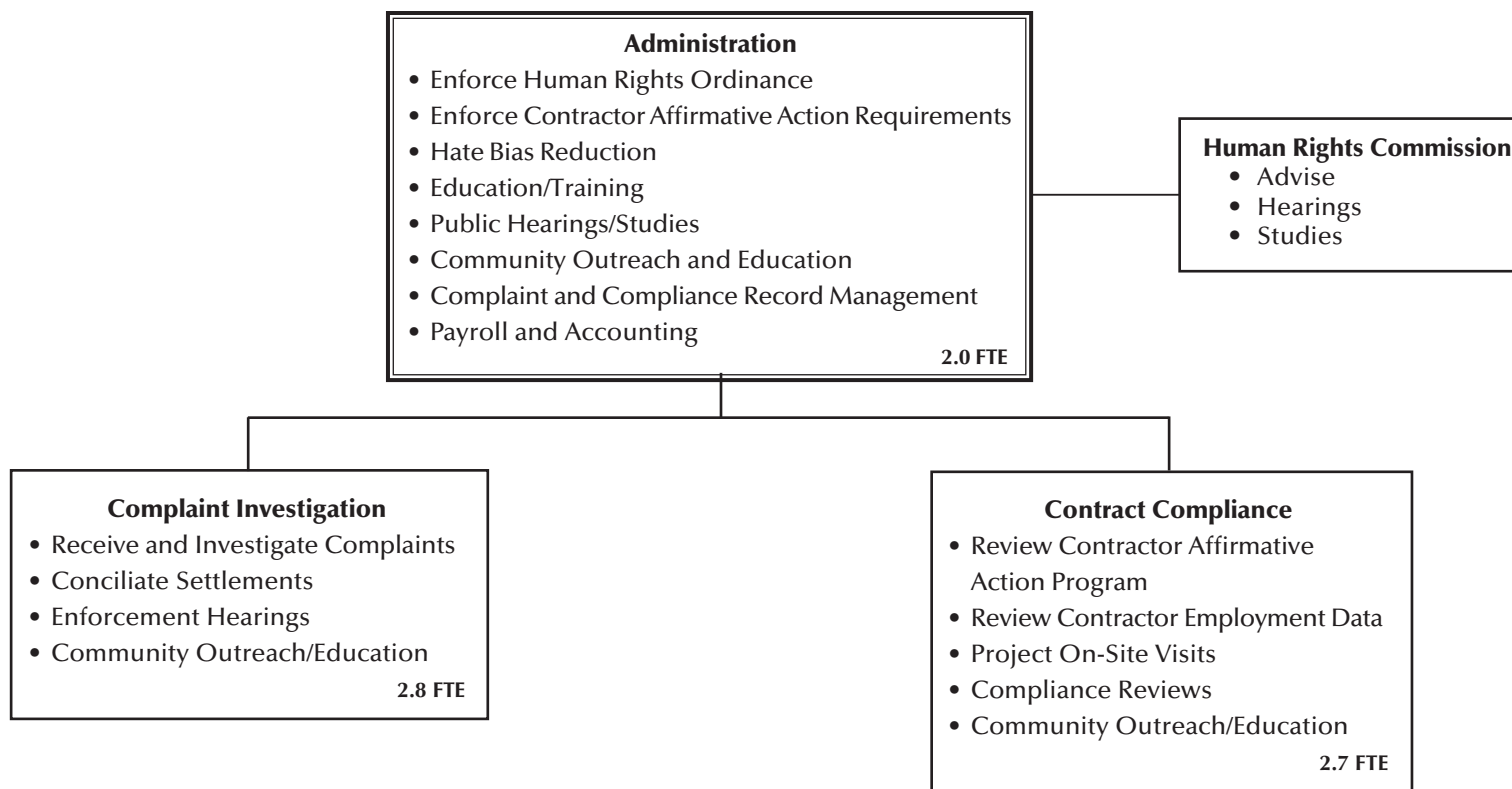 Administration
• Enforce Human Rights Ordinance
• Enforce Contractor Affirmative Action Requirements
• Hate Bias Reduction
• Education/Training
• Public Hearings/Studies
• Community Outreach and Education
• Complaint and Compliance Record Management
• Payroll and Accounting
2.0 FTE
Human Rights Commission
• Advise
• Hearings
• Studies
Complaint Investigation
• Receive and Investigate Complaints
• Conciliate Settlements
• Enforcement Hearings
• Community Outreach/Education
2.8 FTE
Contract Compliance
• Review Contractor Affirmative
Action Program
• Review Contractor Employment Data
• Project On-Site Visits
• Compliance Reviews
• Community Outreach/Education
2.7 FTE